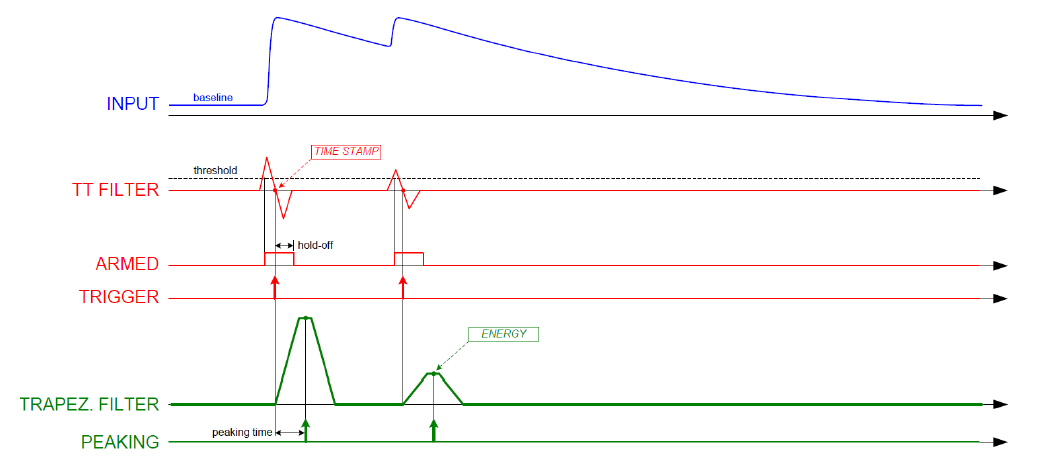 baseline
INPUT
TIME STAMP
threshold
TT FILTER
hold-off
ARMED
TRIGGER
ENERGY
TRAPEZ. FILTER
peaking time
PEAKING